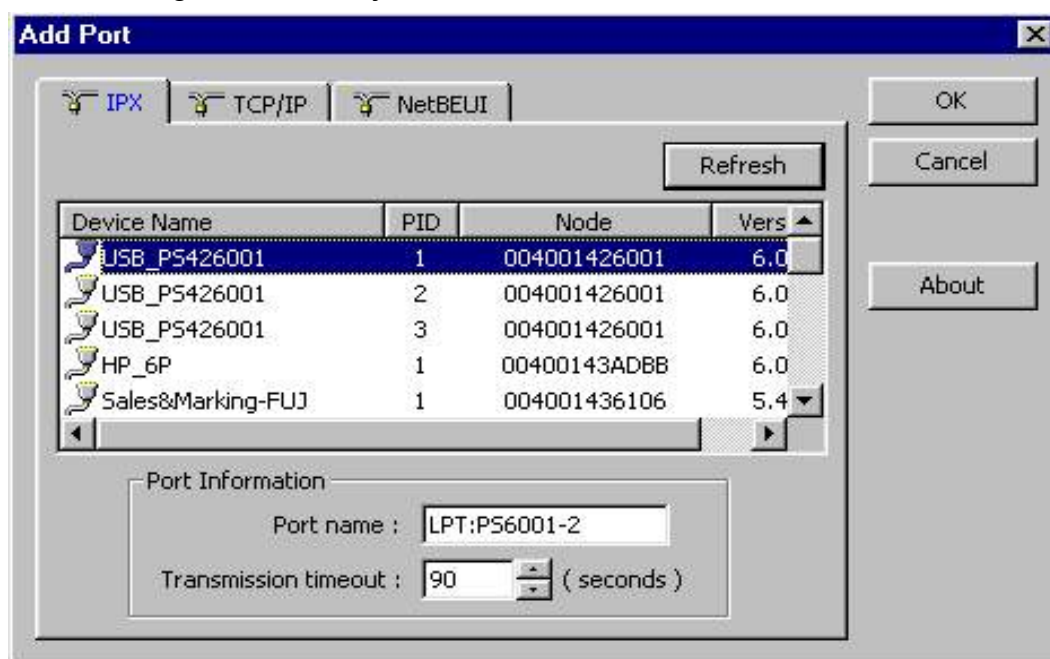 Add Port
IPX TCP/IP NetBEUI
OK
Refresh
Cancel
Device Name PID Node Vers
USB_PS426001 1 004001426001 6.0
USB_PS426001 2 004001426001 6.0
About
USB_PS426001 3 004001426001 6.0
HP_6P 1 00400143ADBB 6.0
Sales&Marking-FUJ 1 004001436106 5.4
Port Information
Port name : LPT:PS6001-2
Transmission timeout : 90 ( seconds )